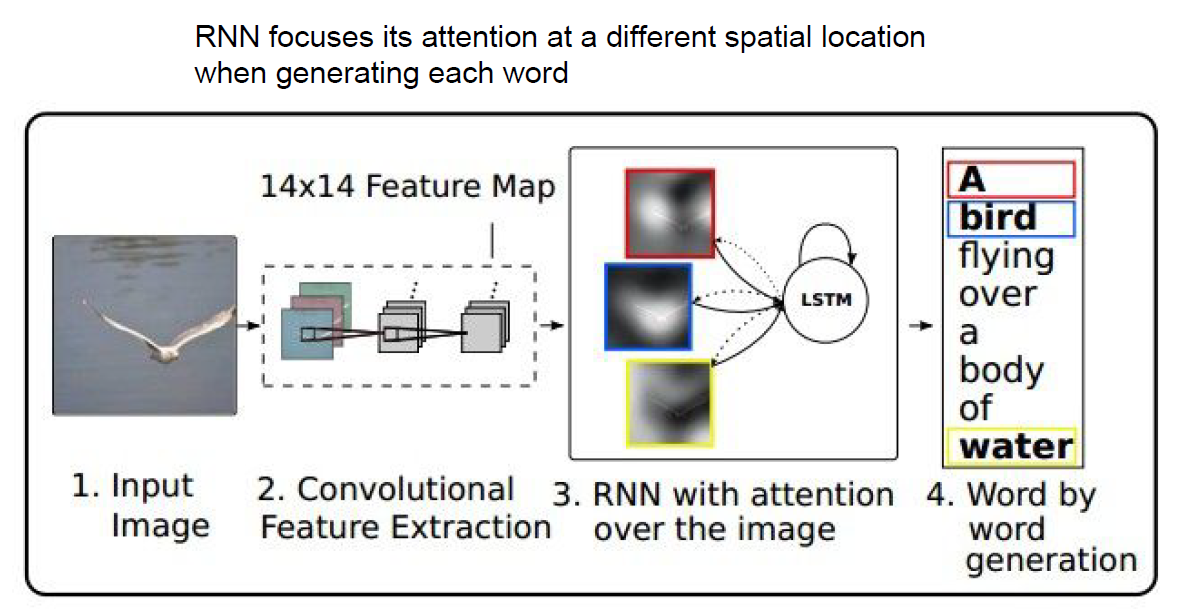 RNN focuses its attention at a different spatial location
when generating each word
14x14 Feature Map
LSTM
A
bird
flying
over
a
body
of
water
1. Input
Image
2. Convolutional
Feature Extraction
3. RNN with attention
over the image
4. Word by
word
generation